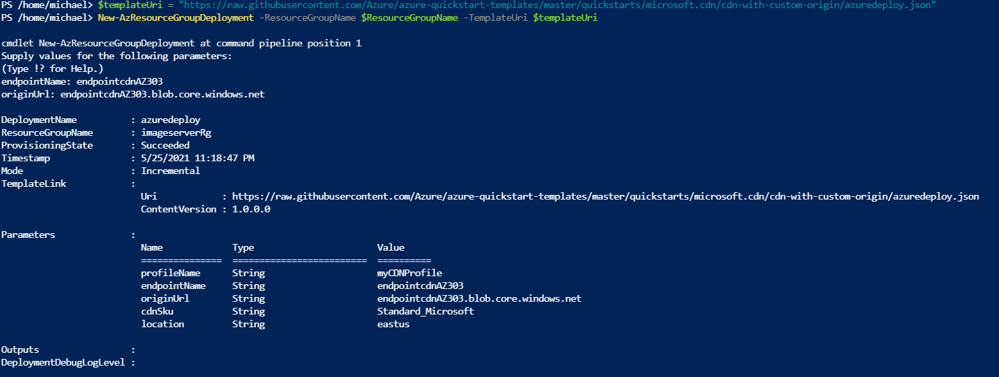 PS /home/michael> $templateUri = "https://raw.githubusercontent.com/Azure/azure-quickstart-templates/master/quickstarts/microsoft.cdn/cdn-with-custom-origin/azuredeploy.json"
PS /home/michael> New-AzResourceGroupDeployment -ResourceGroupName $ResourceGroupName -TemplateUri $templateUri
cmdlet New-AzResourceGroupDeployment at command pipeline position 1
Supply values for the following parameters:
(Type !? for Help.)
endpointName: endpointcdnAZ303
originUrl: endpointcdnAZ303.blob.core.windows.net
DeploymentName          : azuredeploy
ResourceGroupName       : imageserverRg
ProvisioningState       : Succeeded
Timestamp               : 5/25/2021 11:18:47 PM
Mode                    : Incremental
TemplateLink            :
                          Uri            : https://raw.githubusercontent.com/Azure/azure-quickstart-templates/master/quickstarts/microsoft.cdn/cdn-with-custom-origin/azuredeploy.json
                          ContentVersion : 1.0.0.0
Parameters              :
                          Name             Type                       Value
                          ===============  =========================  ==========
                          profileName      String                     myCDNProfile
                          endpointName     String                     endpointcdnAZ303
                          originUrl        String                     endpointcdnAZ303.blob.core.windows.net
                          cdnSku           String                     Standard_Microsoft
                          location         String                     eastus
Outputs                 :
DeploymentDebugLogLevel :